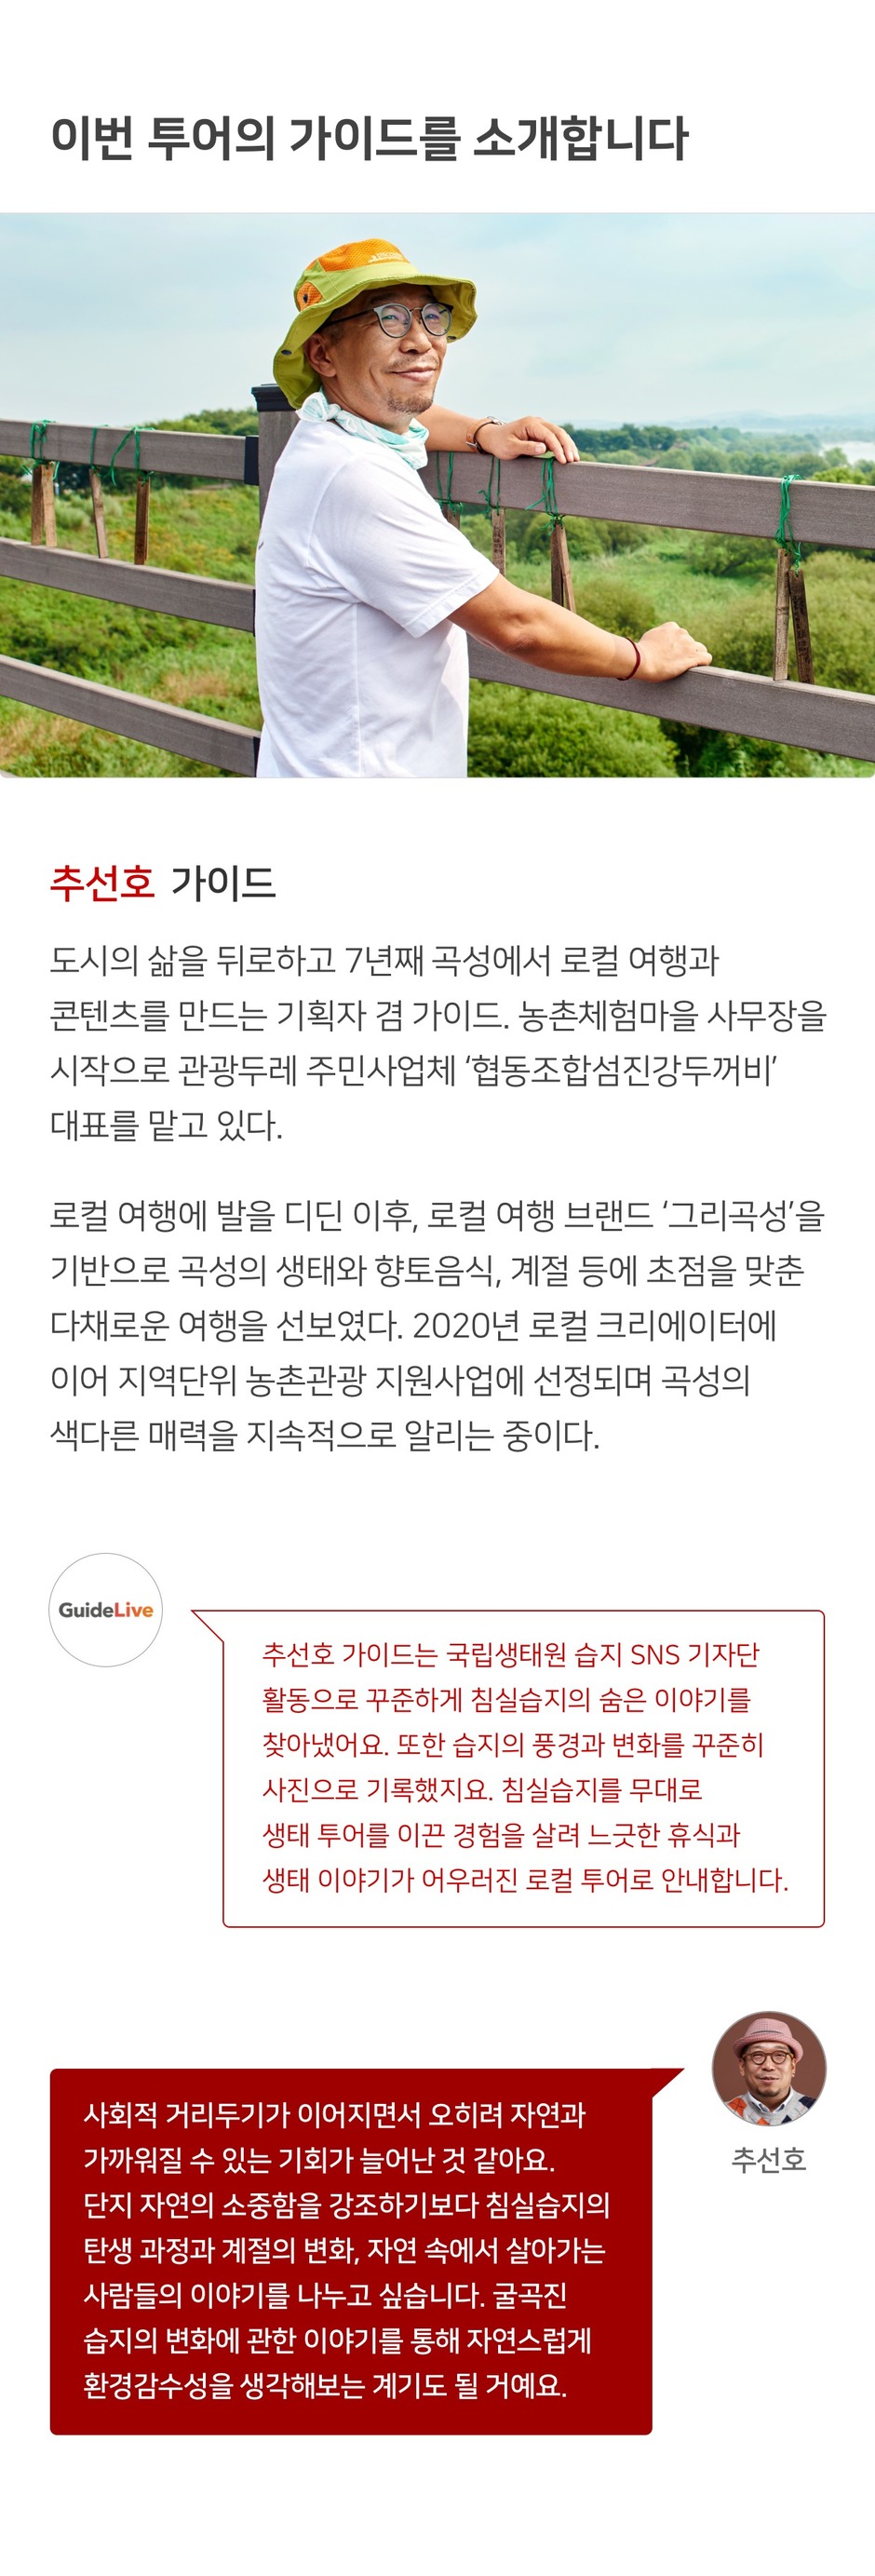 이번 투어의 가이드를 소개합니다
추선호 가이드
도시의 삶을 뒤로하고 7년째 곡성에서 로컬 여행과
콘텐츠를 만드는 기획자 겸 가이드. 농촌체험마을 사무장을
시작으로 관광두레 주민사업체 ‘협동조합섬진강두꺼비’
대표를 맡고 있다.
로컬 여행에 발을 디딘 이후, 로컬 여행 브랜드 ‘그리곡성’을
기반으로 곡성의 생태와 향토음식, 계절 등에 초점을 맞춘
다채로운 여행을 선보였다. 2020년 로컬 크리에이터에
이어 지역단위 농촌관광 지원사업에 선정되며 곡성의
색다른 매력을 지속적으로 알리는 중이다.
GuideLive
추선호 가이드는 국립생태원 습지 SNS 기자단
활동으로 꾸준하게 침실습지의 숨은 이야기를
찾아냈어요. 또한 습지의 풍경과 변화를 꾸준히
사진으로 기록했지요. 침실습지를 무대로
생태 투어를 이끈 경험을 살려 느긋한 휴식과
생태 이야기가 어우러진 로컬 투어로 안내합니다.
사회적 거리두기가 이어지면서 오히려 자연과
가까워질 수 있는 기회가 늘어난 것 같아요.
단지 자연의 소중함을 강조하기보다 침실습지의
탄생 과정과 계절의 변화, 자연 속에서 살아가는
사람들의 이야기를 나누고 싶습니다. 굴곡진
습지의 변화에 관한 이야기를 통해 자연스럽게
환경감수성을 생각해보는 계기도 될 거예요.
추선호